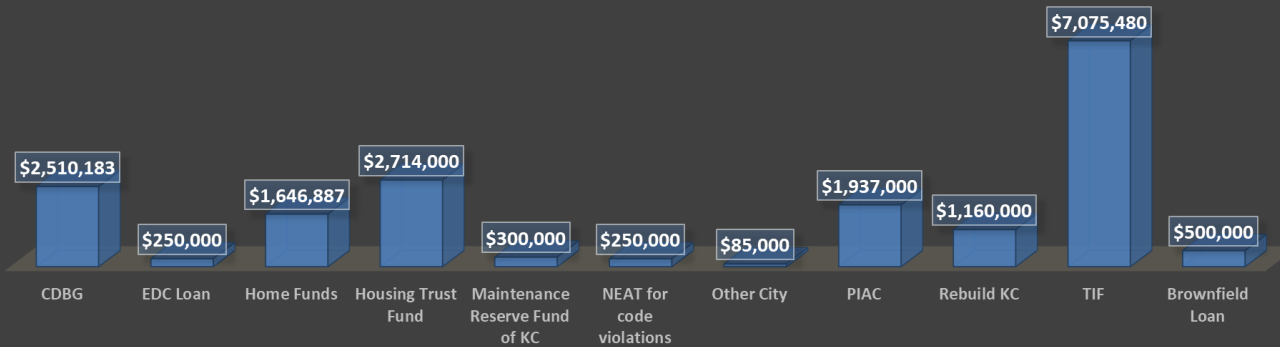 $7,075,480
$2,510,183
$2,714,000
$1,646,887
$1,937,000
$1,160,000
$250,000
$300,000
$250,000
$85,000
$500,000
CDBG
EDC Loan
Home Funds
Housing Trust
Fund
Maintenance
Reserve Fund
of KC
NEAT for
code
violations
Other City
PIAC
Rebuild KC
TIF
Brownfield
Loan